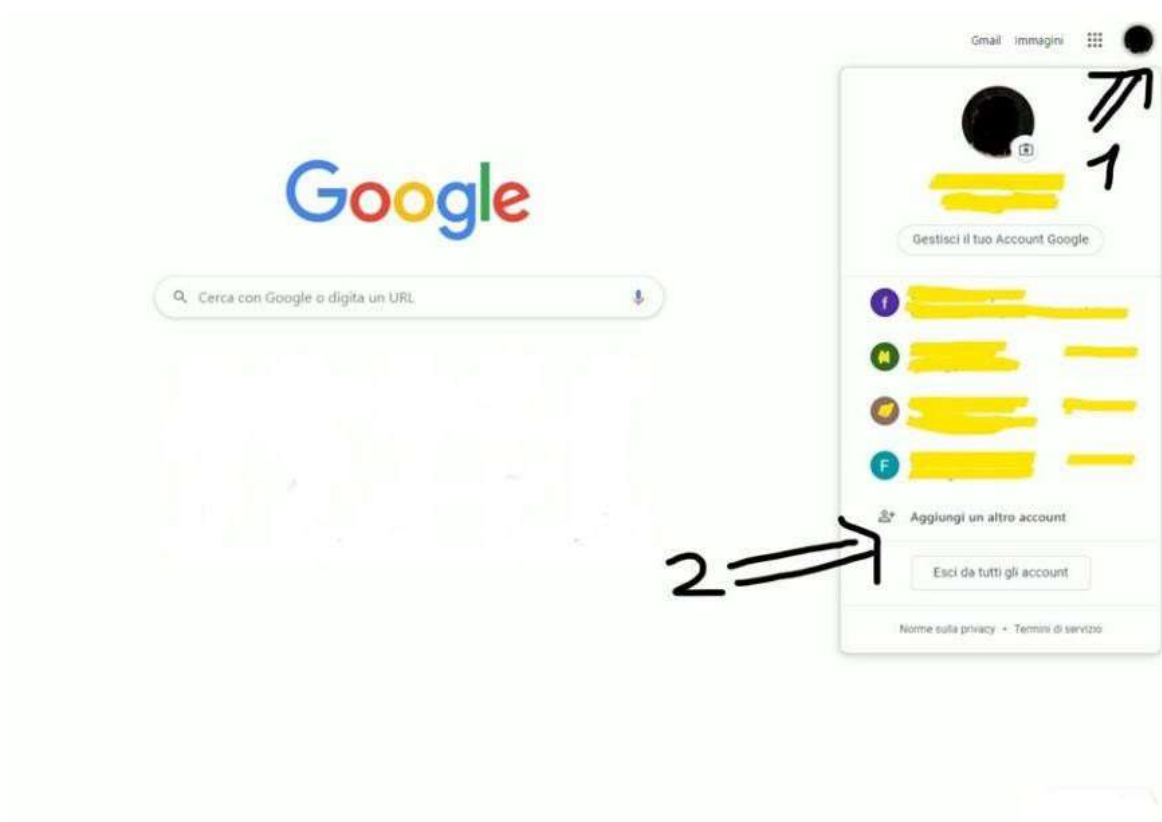 Gmail Immagini
1
Google
Gestisci il tuo Account Google
Cerca con Google o digita un URL
f
N
F
Aggiungi un altro account
2
Esci da tutti gli account
Norme sulla privacy • Termini di servizio